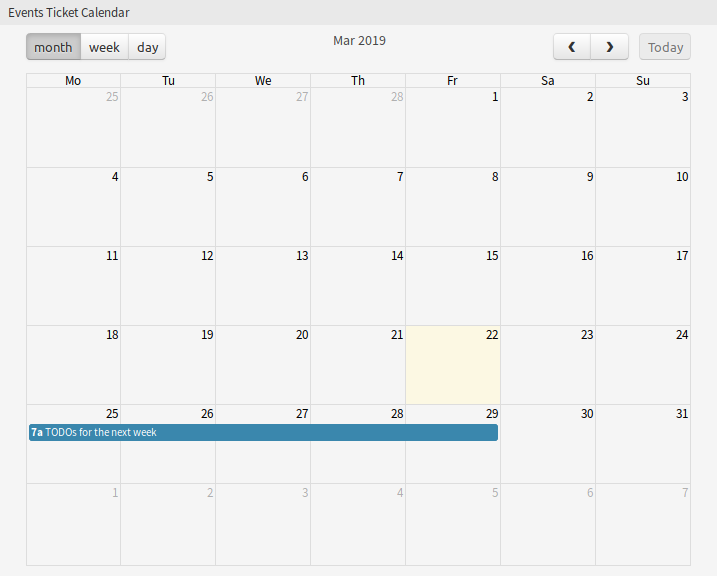 Events Ticket Calendar
month week day Mar 2019 ❮ ❯ Today
Mo Tu We Th Fr Sa Su
25 26 27 28 1 2 3
4 5 6 7 8 9 10
11 12 13 14 15 16 17
18 19 20 21 22 23 24
25 26 27 28 29 30 31
7a TODOs for the next week
1 2 3 4 5 6 7